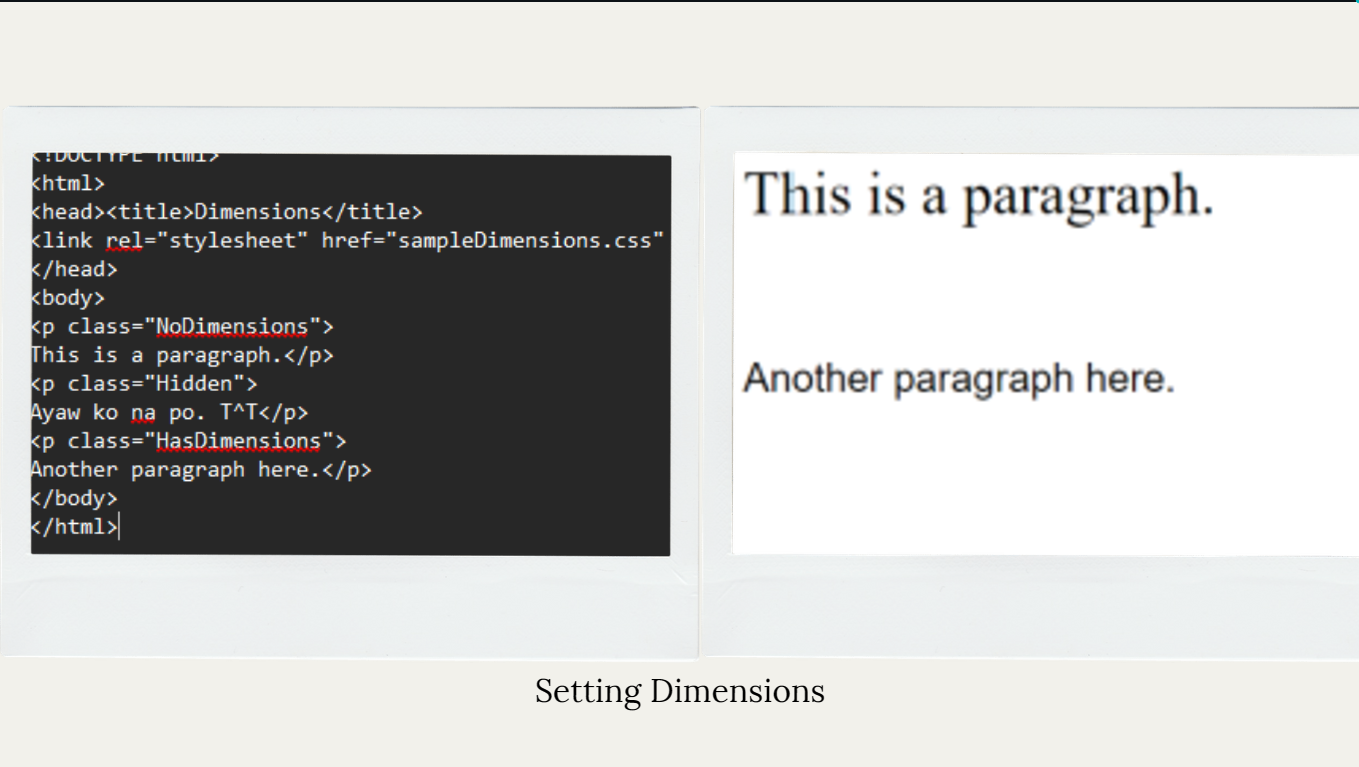 <!DOCTYPE html>
<html>
<head><title>Dimensions</title>
<link rel="stylesheet" href="sampleDimensions.css"
</head>
<body>
<p class="NoDimensions">
This is a paragraph.</p>
<p class="Hidden">
Ayaw ko na po. T^T</p>
<p class="HasDimensions">
Another paragraph here.</p>
</body>
</html>
This is a paragraph.
Another paragraph here.
Setting Dimensions